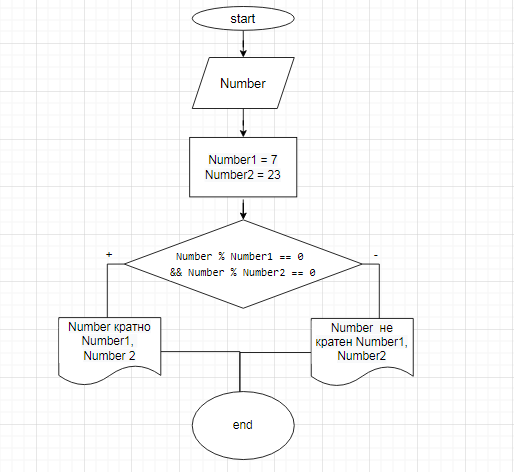 start
Number
Number1 = 7
Number2 = 23
Number % Number1 == 0
&& Number % Number2 == 0
+
-
Number кратно
Number1,
Number 2
Number не
кратен Number1,
Number2
end